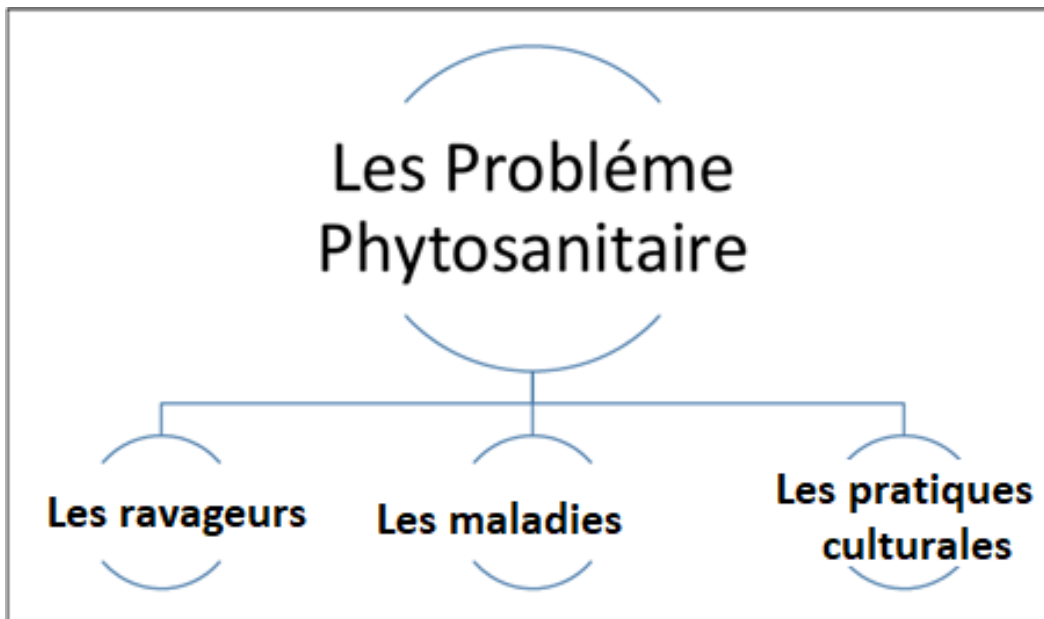 Les Probléme
Phytosanitaire
Les ravageurs
Les maladies
Les pratiques
culturales